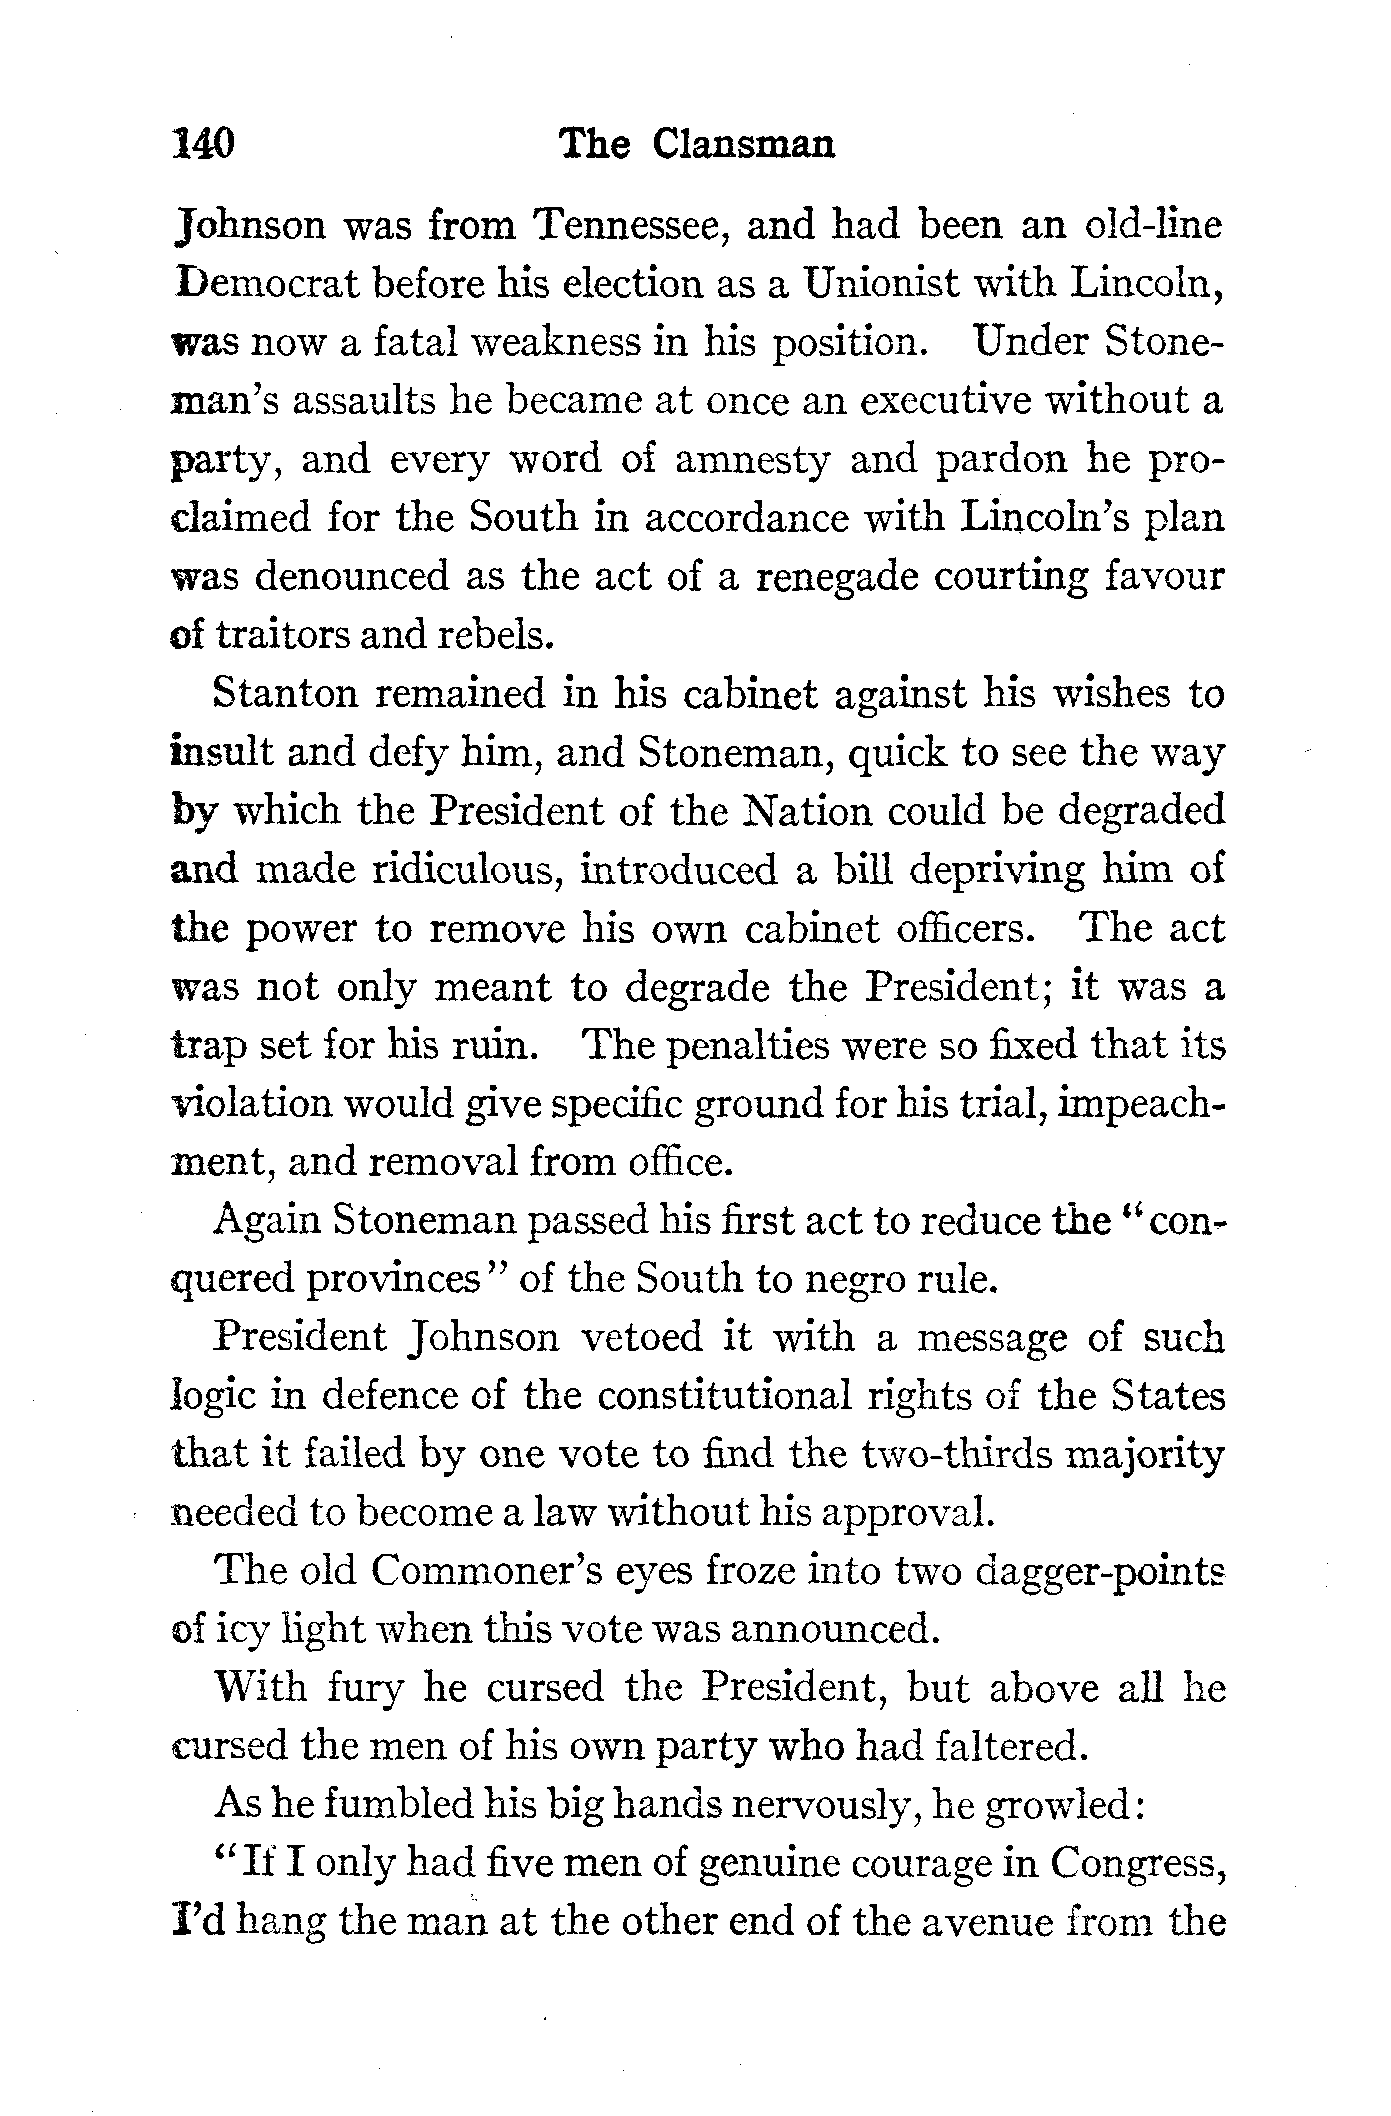 140 The Clansman
Johnson was from Tennessee, and had been an old-line
Democrat before his election as a Unionist with Lincoln,
was now a fatal weakness in his position. Under Stone-
man's assaults he became at once an executive without a
party, and every word of amnesty and pardon he pro-
claimed for the South in accordance with Lincoln's plan
was denounced as the act of a renegade courting favour
of traitors and rebels.
Stanton remained in his cabinet against his wishes to
insult and defy him, and Stoneman, quick to see the way
by which the President of the Nation could be degraded
and made ridiculous, introduced a bill depriving him of
the power to remove his own cabinet officers. The act
was not only meant to degrade the President; it was a
trap set for his ruin. The penalties were so fixed that its
violation would give specific ground for his trial, impeach-
ment, and removal from office.
Again Stoneman passed his first act to reduce the "con-
quered provinces" of the South to negro rule.
President Johnson vetoed it with a message of such
logic in defence of the constitutional rights of the States
that it failed by one vote to find the two-thirds majority
needed to become a law without his approval.
The old Commoner's eyes froze into two dagger-points
of icy light when this vote was announced.
With fury he cursed the President, but above all he
cursed the men of his own party who had faltered.
As he fumbled his big hands nervously, he growled:
"If I only had five men of genuine courage in Congress,
I'd hang the man at the other end of the avenue from the